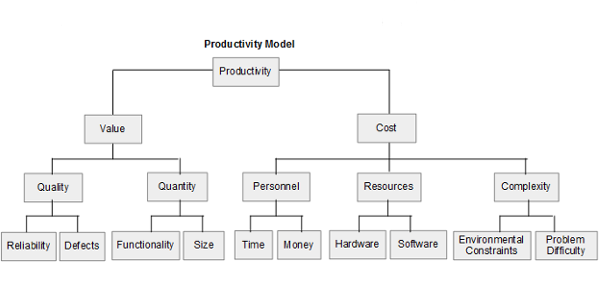 Productivity Model
Productivity
Value
Cost
Quality
Quantity
Personnel
Resources
Complexity
Reliability
Defects
Functionality
Size
Time
Money
Hardware
Software
Environmental
Constraints
Problem
Difficulty